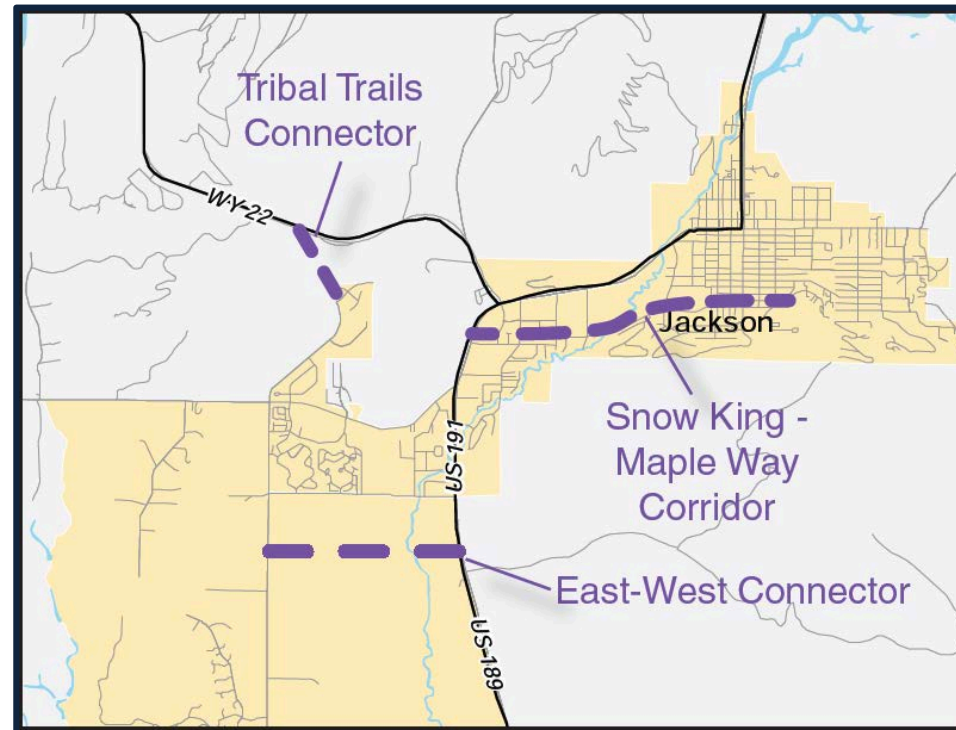 Tribal Trails
Connector
WY-22
Jackson
Snow King -
Maple Way
Corridor
US-191
East-West Connector
US-189